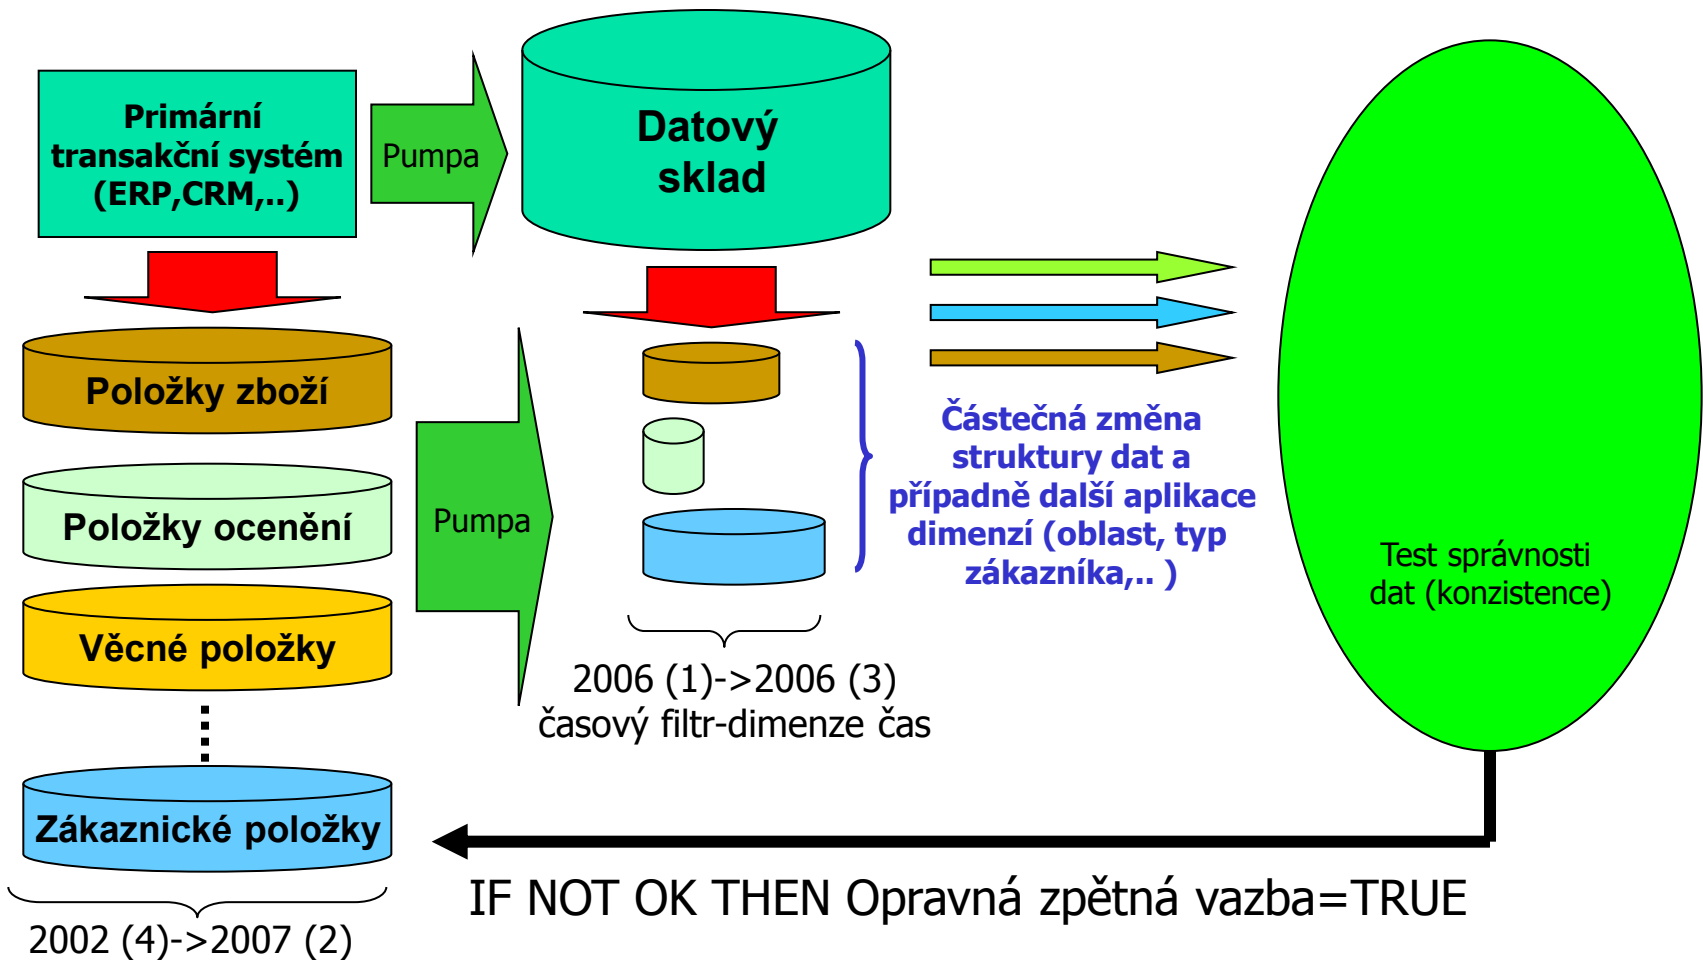 Primární
transakční systém
(ERP,CRM,..)
Pumpa
Datový
sklad
Položky zboží
Položky ocenění
Věcné položky
Zákaznické položky
2002 (4)->2007 (2)
Pumpa
2006 (1)->2006 (3)
časový filtr-dimenze čas
Částečná změna
struktury dat a
případně další aplikace
dimenzí (oblast, typ
zákazníka,.. )
Test správnosti
dat (konzistence)
IF NOT OK THEN Opravná zpětná vazba=TRUE